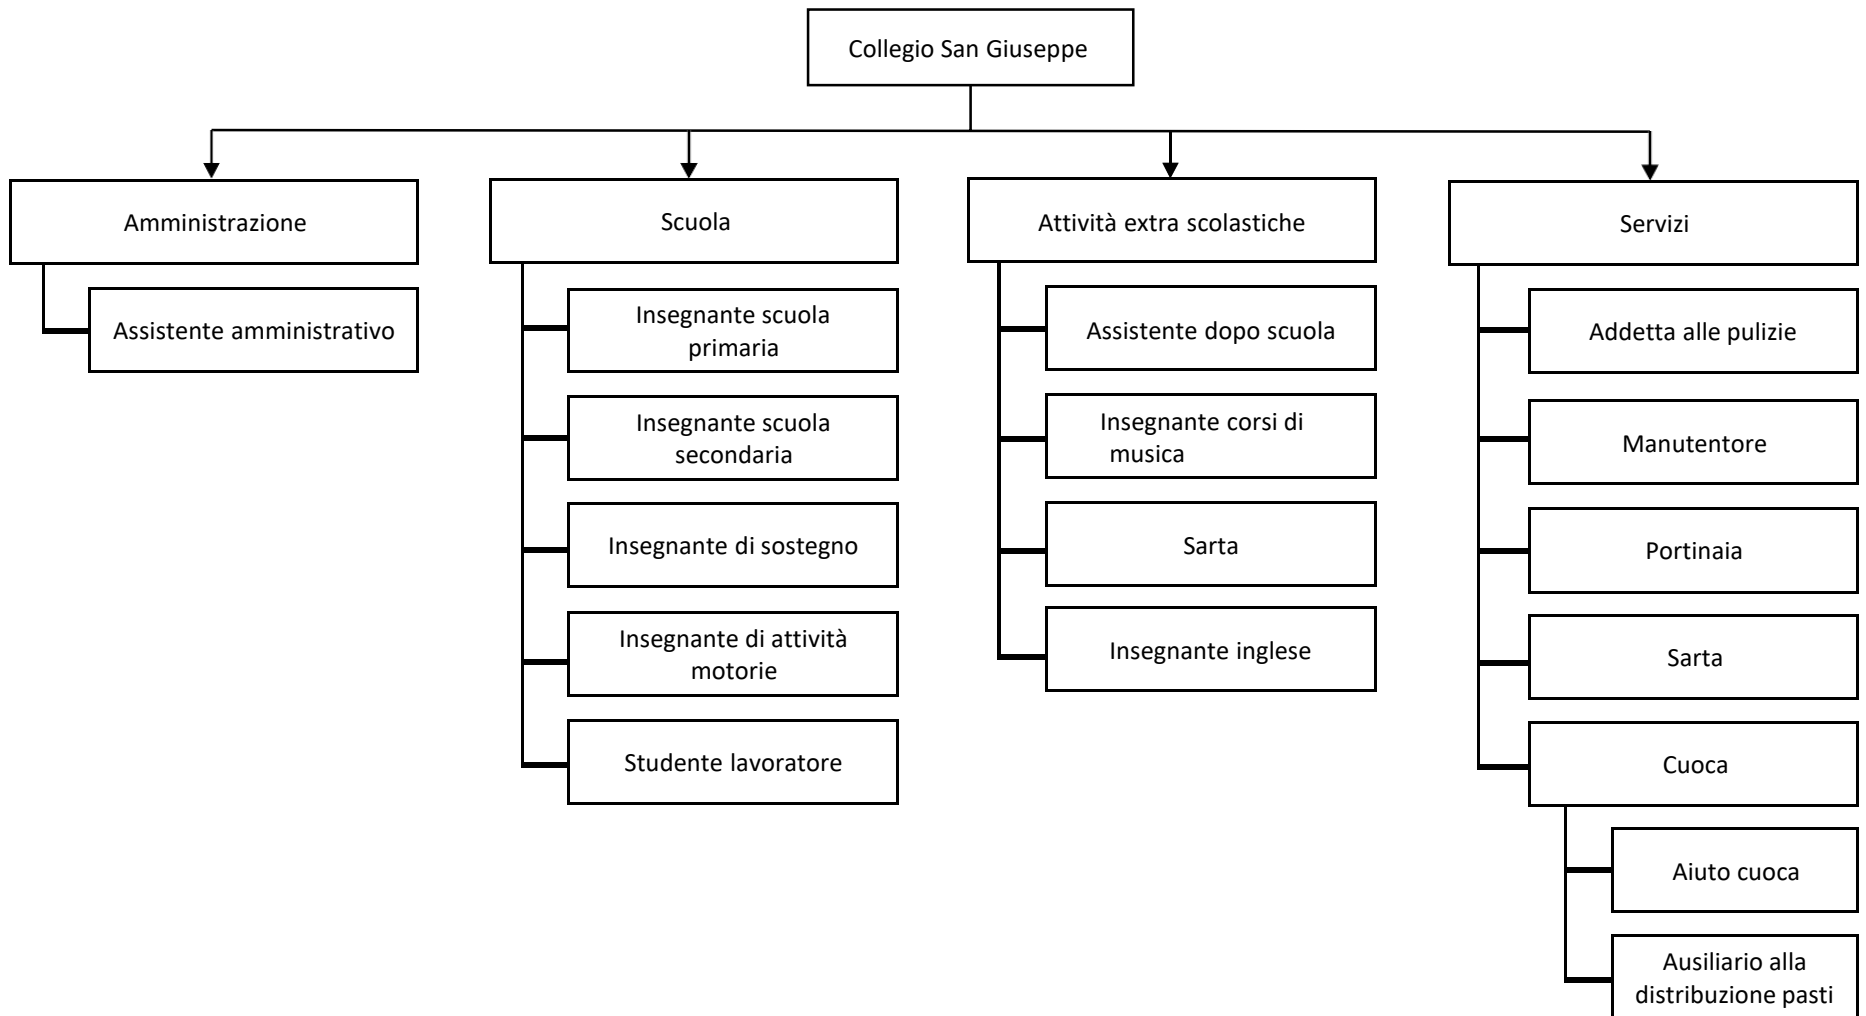 Collegio San Giuseppe
Amministrazione
Assistente amministrativo
Scuola
Insegnante scuola
primaria
Insegnante scuola
secondaria
Insegnante di sostegno
Insegnante di attività
motorie
Studente lavoratore
Attività extra scolastiche
Assistente dopo scuola
Insegnante corsi di
musica
Sarta
Insegnante inglese
Servizi
Addetta alle pulizie
Manutentore
Portinaia
Sarta
Cuoca
Aiuto cuoca
Ausiliario alla
distribuzione pasti